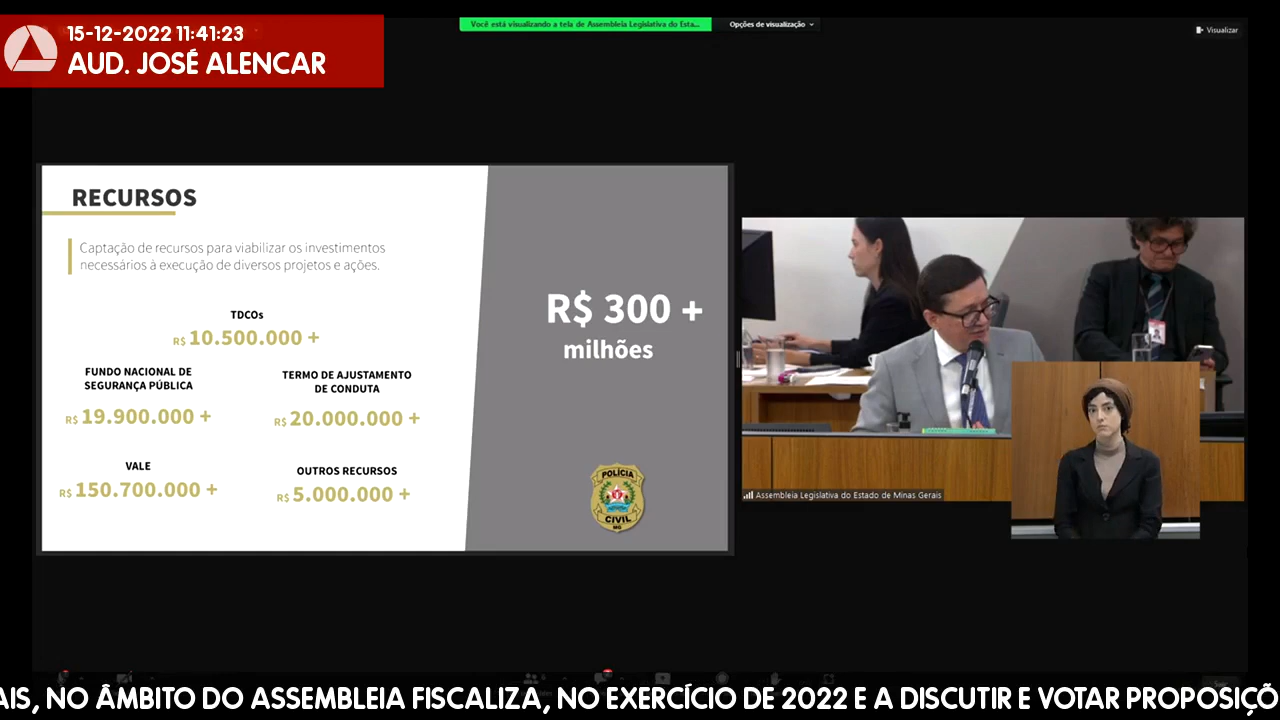 15-12-2022 11:41:23
AUD. JOSÉ ALENCAR
Você está visualizando a tela de Assembleia Legislativa do Esta...
Opções de visualização
Visualizar
RECURSOS
Captação de recursos para viabilizar os investimentos
necessários à execução de diversos projetos e ações.
TDCOs
R$ 10.500.000 +
FUNDO NACIONAL DE
SEGURANÇA PÚBLICA
R$ 19.900.000 +
TERMO DE AJUSTAMENTO
DE CONDUTA
R$ 20.000.000 +
VALE
R$ 150.700.000 +
OUTROS RECURSOS
R$ 5.000.000 +
R$ 300 +
milhões
POLÍCIA
CIVIL
MG
Assembleia Legislativa do Estado de Minas Gerais
AIS, NO ÂMBITO DO ASSEMBLEIA FISCALIZA, NO EXERCÍCIO DE 2022 E A DISCUTIR E VOTAR PROPOSIÇÕ